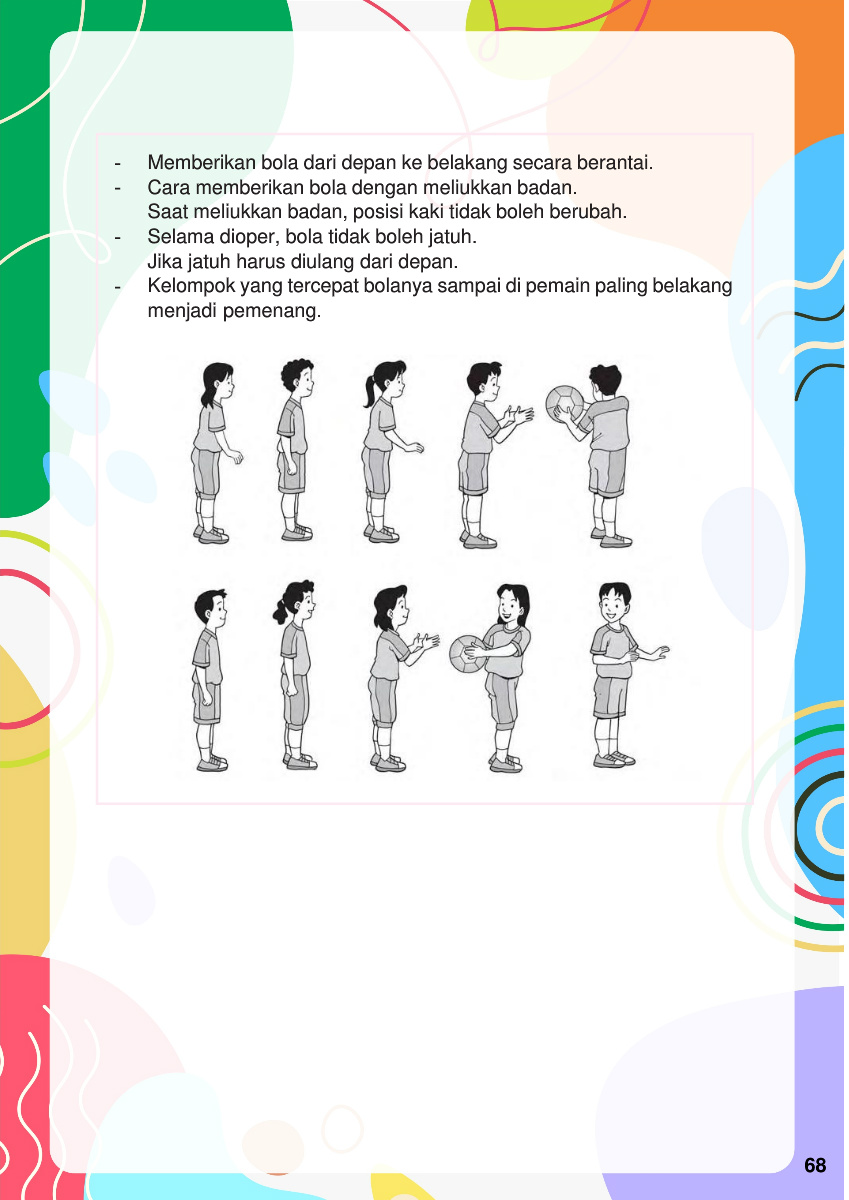 - Memberikan bola dari depan ke belakang secara berantai.
- Cara memberikan bola dengan meliukkan badan.
Saat meliukkan badan, posisi kaki tidak boleh berubah.
- Selama dioper, bola tidak boleh jatuh.
Jika jatuh harus diulang dari depan.
- Kelompok yang tercepat bolanya sampai di pemain paling belakang
menjadi pemenang.
68